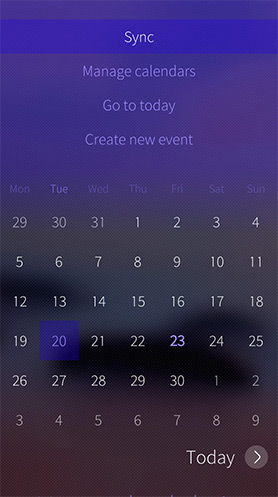 Sync
Manage calendars
Go to today
Create new event
Mon Tue Wed Thu Fri Sat Sun
29 30 31 1 2 3 4
5 6 7 8 9 10 11
12 13 14 15 16 17 18
19 20 21 22 23 24 25
26 27 28 29 30 1 2
3 4 5 6 7 8 9
Today